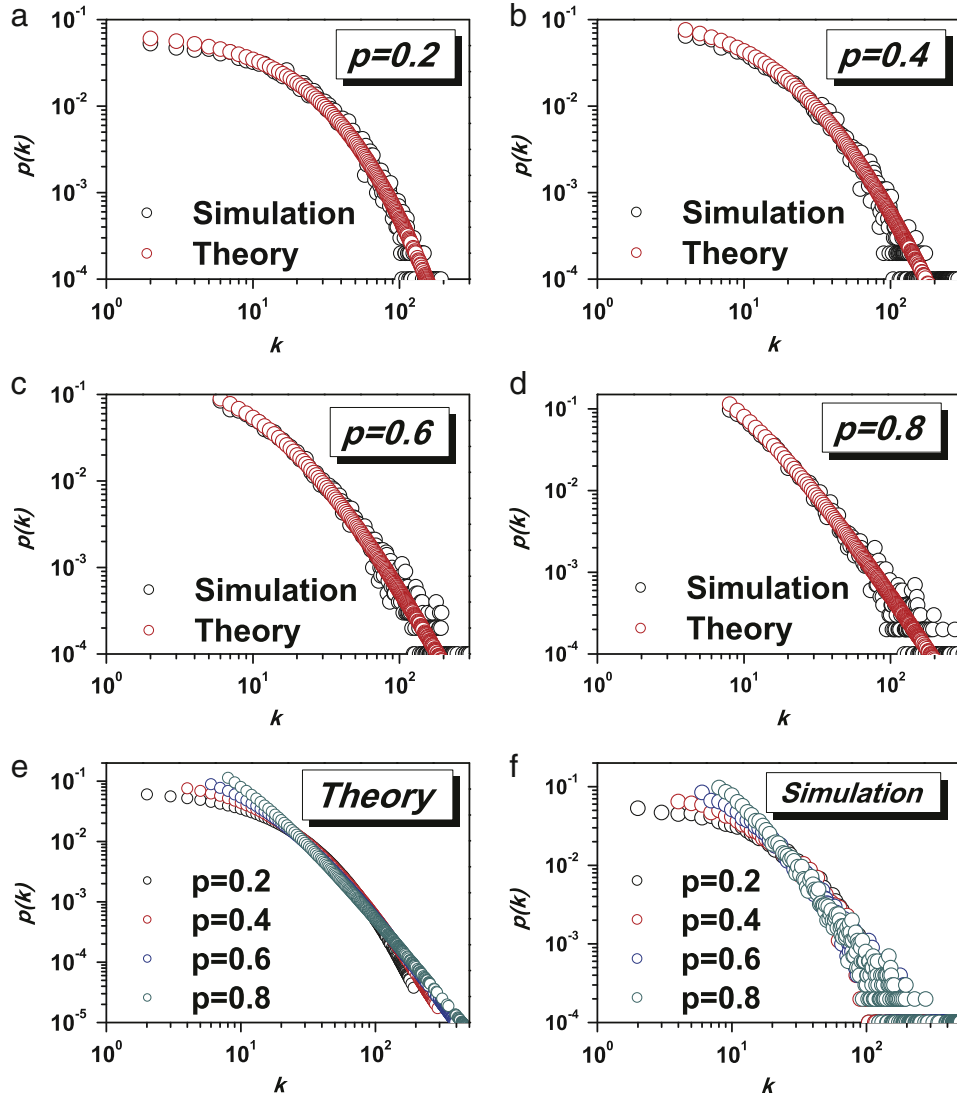 a
p=0.2
10^-1
10^-2
10^-3
10^-4
p(k)
Simulation
Theory
10^0
10^1
10^2
k
b
p=0.4
10^-1
10^-2
10^-3
10^-4
p(k)
Simulation
Theory
10^0
10^1
10^2
k
c
p=0.6
10^-1
10^-2
10^-3
10^-4
p(k)
Simulation
Theory
10^0
10^1
10^2
k
d
p=0.8
10^-1
10^-2
10^-3
10^-4
p(k)
Simulation
Theory
10^0
10^1
10^2
k
e
Theory
10^-1
10^-2
10^-3
10^-4
10^-5
p(k)
p=0.2
p=0.4
p=0.6
p=0.8
10^0
10^1
10^2
k
f
Simulation
10^-1
10^-2
10^-3
10^-4
p(k)
p=0.2
p=0.4
p=0.6
p=0.8
10^0
10^1
10^2
k